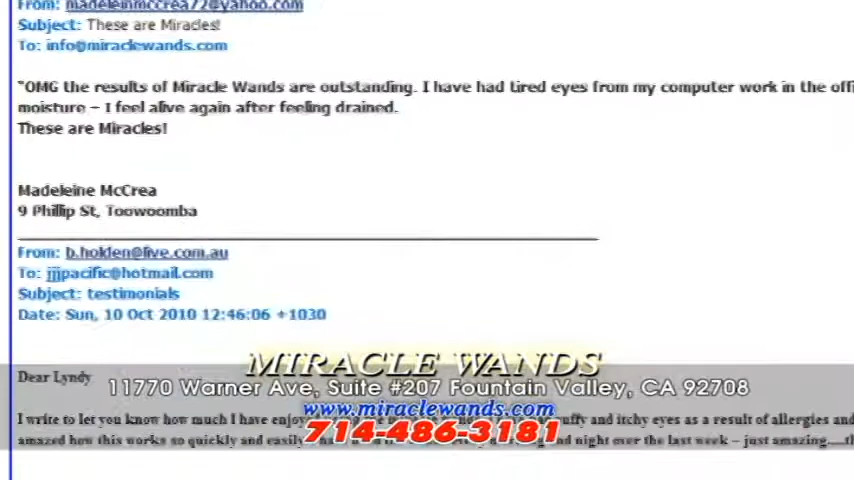 From: madeleinmccrea72@yahoo.com
Subject: These are Miracles!
To: info@miraclewands.com
"OMG the results of Miracle Wands are outstanding. I have had tired eyes from my computer work in the offi
moisture – I feel alive again after feeling drained.
These are Miracles!
Madeleine McCrea
9 Phillip St, Toowoomba
From: b.holden@live.com.au
To: jjjpacific@hotmail.com
Subject: testimonials
Date: Sun, 10 Oct 2010 12:46:06 +1030
Dear Lyndy
MIRACLE WANDS
11770 Warner Ave, Suite #207 Fountain Valley, CA 92708
www.miraclewands.com
714-486-3181
I write to let you know how much I have enjoy puffy and itchy eyes as a result of allergies and
amazed how this works so quickly and easily and night over the last week – just amazing....th